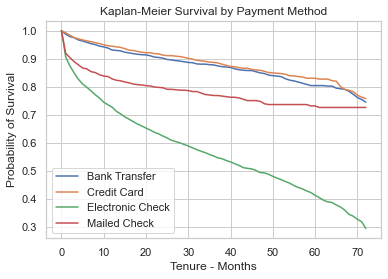 Kaplan-Meier Survival by Payment Method
Probability of Survival
1.0
0.9
0.8
0.7
0.6
0.5
0.4
0.3
Bank Transfer
Credit Card
Electronic Check
Mailed Check
0 10 20 30 40 50 60 70
Tenure - Months